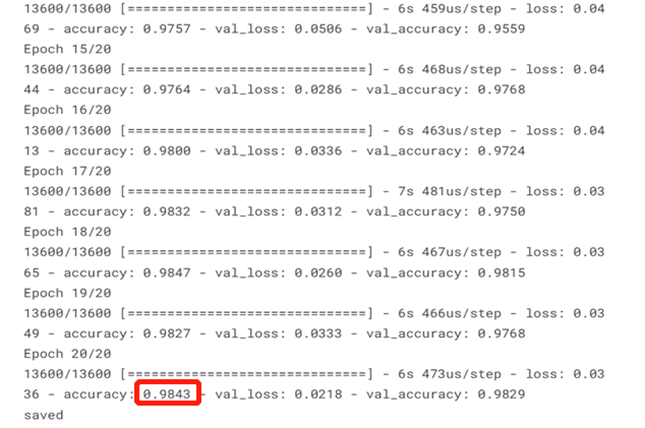 13600/13600 [==============================] - 6s 459us/step - loss: 0.04
69 - accuracy: 0.9757 - val_loss: 0.0506 - val_accuracy: 0.9559
Epoch 15/20
13600/13600 [==============================] - 6s 468us/step - loss: 0.04
44 - accuracy: 0.9764 - val_loss: 0.0286 - val_accuracy: 0.9768
Epoch 16/20
13600/13600 [==============================] - 6s 463us/step - loss: 0.04
13 - accuracy: 0.9800 - val_loss: 0.0336 - val_accuracy: 0.9724
Epoch 17/20
13600/13600 [==============================] - 7s 481us/step - loss: 0.03
81 - accuracy: 0.9832 - val_loss: 0.0312 - val_accuracy: 0.9750
Epoch 18/20
13600/13600 [==============================] - 6s 467us/step - loss: 0.03
65 - accuracy: 0.9847 - val_loss: 0.0260 - val_accuracy: 0.9815
Epoch 19/20
13600/13600 [==============================] - 6s 466us/step - loss: 0.03
49 - accuracy: 0.9827 - val_loss: 0.0333 - val_accuracy: 0.9768
Epoch 20/20
13600/13600 [==============================] - 6s 473us/step - loss: 0.03
36 - accuracy: 0.9843 - val_loss: 0.0218 - val_accuracy: 0.9829
saved